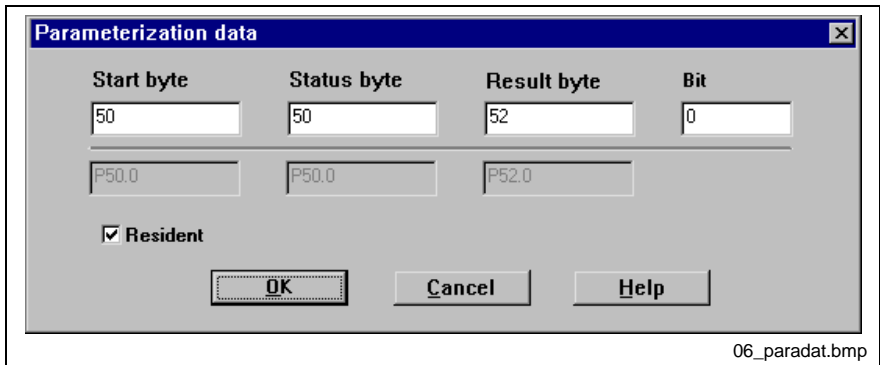 Parameterization data
Start byte Status byte Result byte Bit
50 50 52 0
P50.0 P50.0 P52.0
Resident
OK Cancel Help
06_paradat.bmp